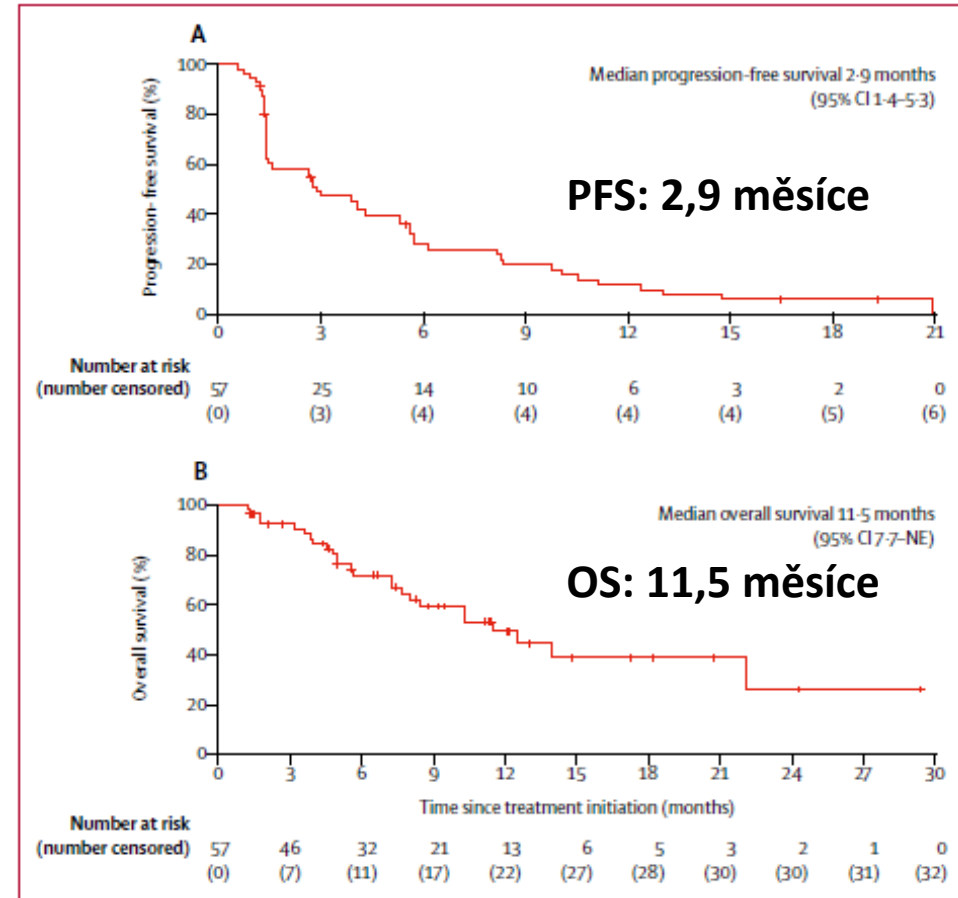 A
Median progression-free survival 2·9 months
(95% CI 1·4–5·3)
PFS: 2,9 měsíce
Progression-free survival (%)
100
80
60
40
20
0
0 3 6 9 12 15 18 21
Number at risk
(number censored)
57 25 14 10 6 3 2 0
(0) (3) (4) (4) (4) (4) (5) (6)
B
Median overall survival 11·5 months
(95% CI 7·7–NE)
OS: 11,5 měsíce
Overall survival (%)
100
80
60
40
20
0
0 3 6 9 12 15 18 21 24 27 30
Time since treatment initiation (months)
Number at risk
(number censored)
57 46 32 21 13 6 5 3 2 1 0
(0) (7) (11) (17) (22) (27) (28) (30) (30) (31) (32)